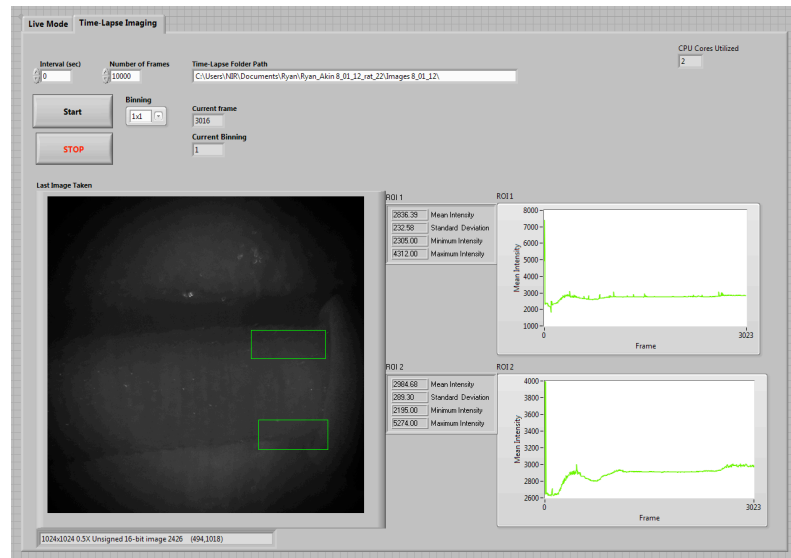 Live Mode Time-Lapse Imaging
CPU Cores Utilized
2
Interval (sec) Number of Frames Time-Lapse Folder Path
0 10000 C:\Users\NIR\Documents\Ryan\Ryan_Akin 8_01_12_rat_22\Images 8_01_12\
Start
Binning
1x1
Current frame
3016
Current Binning
1
STOP
Last Image Taken
ROI 1
2836.39 Mean Intensity
232.58 Standard Deviation
2305.00 Minimum Intensity
4312.00 Maximum Intensity
ROI 1
Mean Intensity
8000
7000
6000
5000
4000
3000
2000
1000
0 3023
Frame
ROI 2
2984.68 Mean Intensity
289.30 Standard Deviation
2195.00 Minimum Intensity
5274.00 Maximum Intensity
ROI 2
Mean Intensity
4000
3800
3600
3400
3200
3000
2800
2600
0 3023
Frame
1024x1024 0.5X Unsigned 16-bit image 2426 (494,1018)